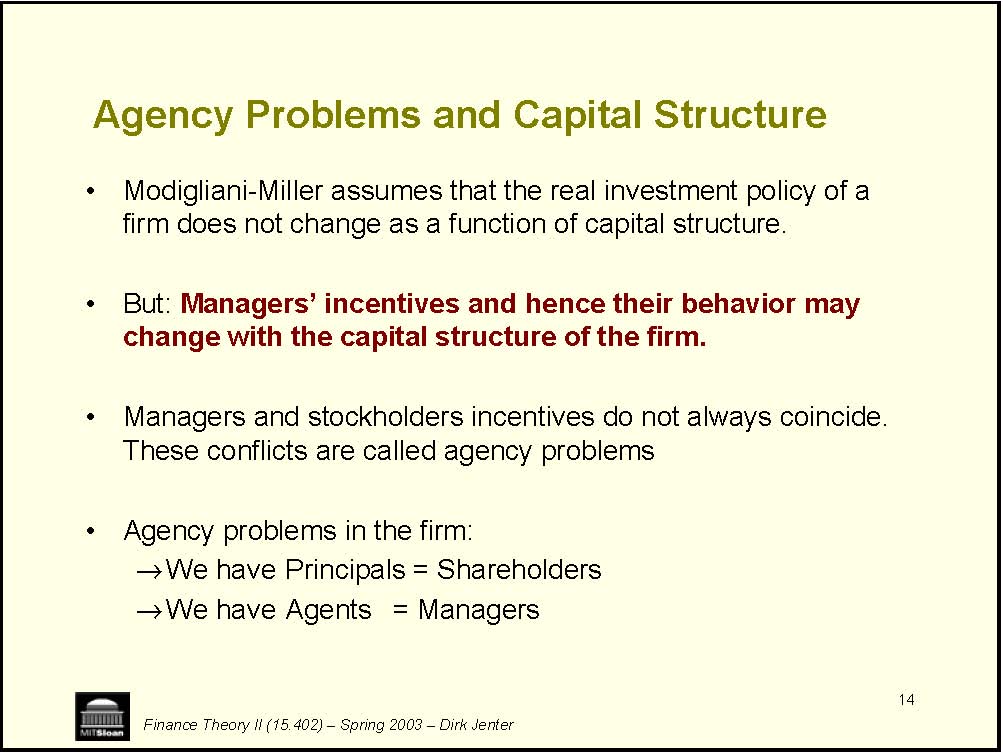 Agency Problems and Capital Structure
• Modigliani-Miller assumes that the real investment policy of a
firm does not change as a function of capital structure.
• But: Managers’ incentives and hence their behavior may
change with the capital structure of the firm.
• Managers and stockholders incentives do not always coincide.
These conflicts are called agency problems
• Agency problems in the firm:
→We have Principals = Shareholders
→We have Agents = Managers
14
MITSloan
Finance Theory II (15.402) – Spring 2003 – Dirk Jenter